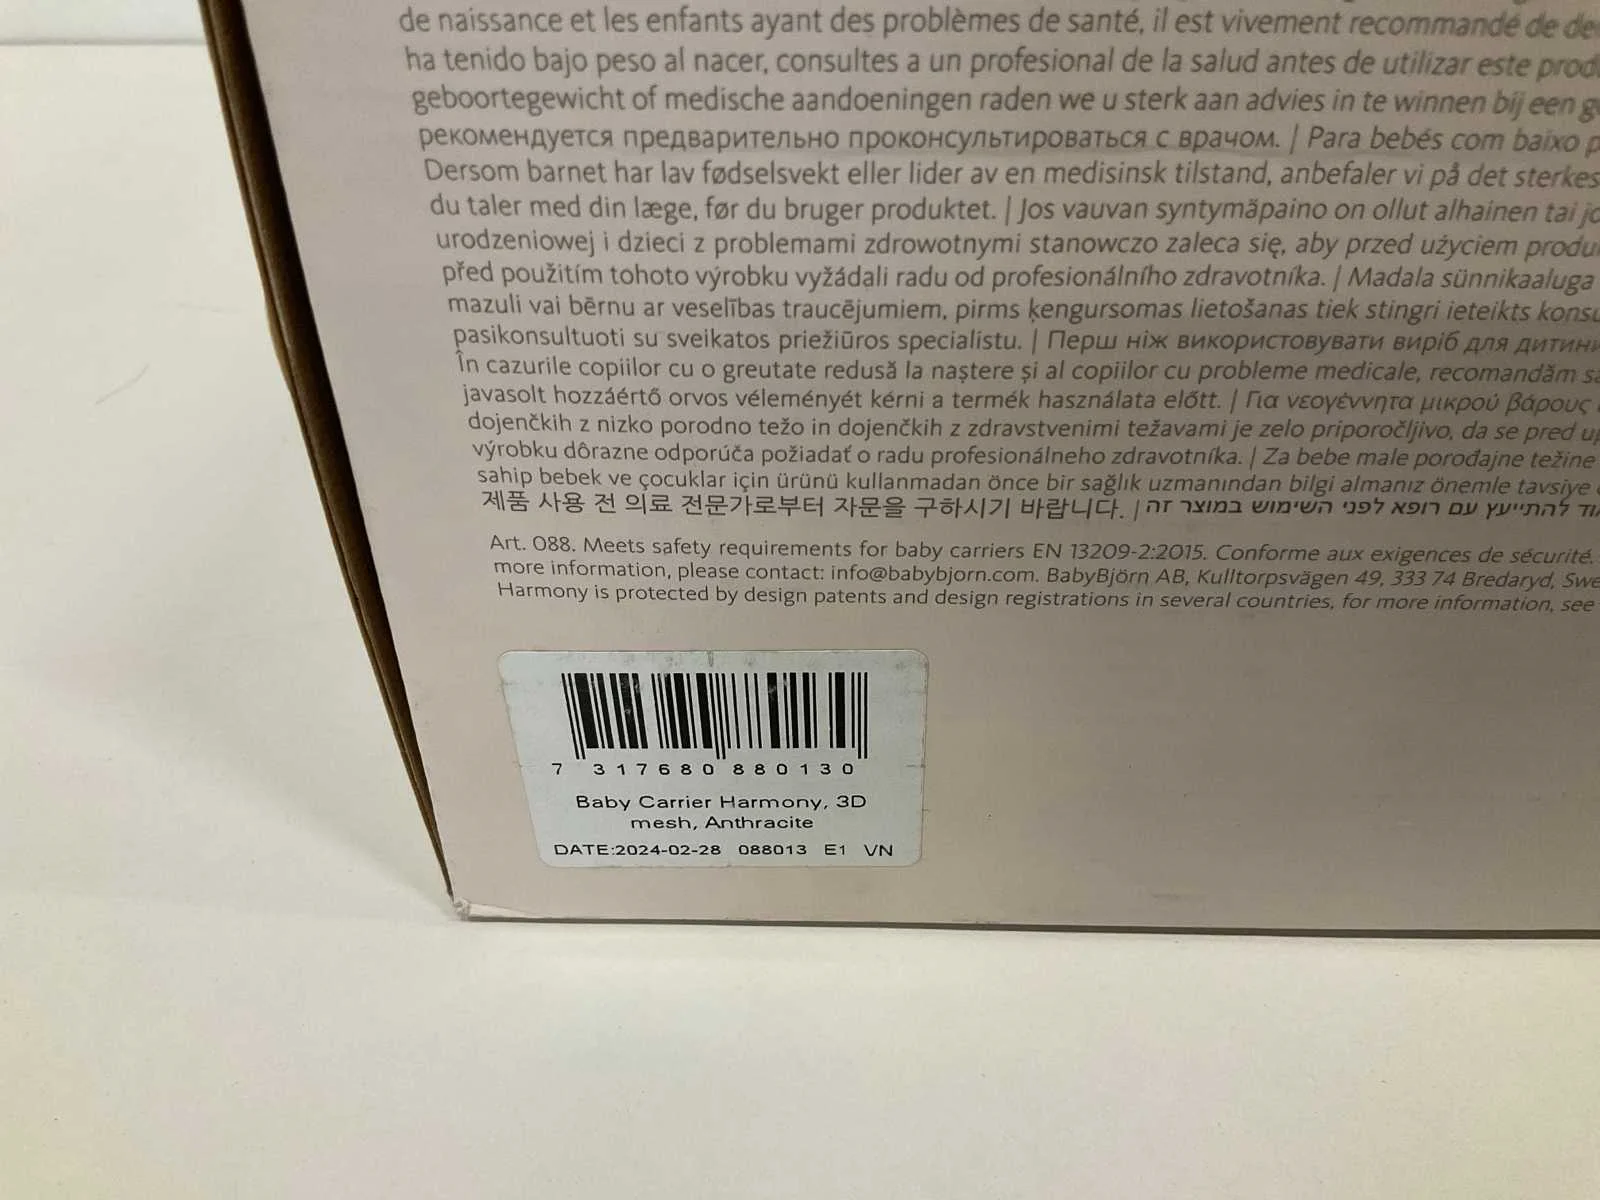 de naissance et les enfants ayant des problèmes de santé, il est vivement recommandé de
ha tenido bajo peso al nacer, consultes a un profesional de la salud antes de utilizar este
geboortegewicht of medische aandoeningen raden we u sterk aan advies in te winnen bij een
рекомендуется предварительно проконсультироваться с врачом. | Para bebés com baixo
Dersom barnet har lav fødselsvekt eller lider av en medisinsk tilstand, anbefaler vi på det
du taler med din læge, før du bruger produktet. | Jos vauvan syntymäpaino on ollut alhainen tai
urodzeniowej i dzieci z problemami zdrowotnymi stanowczo zaleca się, aby przed użyciem
před použitím tohoto výrobku vyžádali radu od profesionálního zdravotníka. | Madala sünnikaaluga
mazuli vai bērnu ar veselības traucējumiem, pirms ķengursomas lietošanas tiek stingri ieteikts
pasikonsultuoti su sveikatos priežiūros specialistu. | Перш ніж використовувати виріб для
În cazurile copiilor cu o greutate redusă la naștere și al copiilor cu probleme medicale, recomandăm
javasolt hozzáértő orvos véleményét kérni a termék használata előtt. | Για νεογέννητα μικρού βάρους
dojenčkih z nizko porodno težo in dojenčkih z zdravstvenimi težavami je zelo priporočljivo, da se pred
výrobku dôrazne odporúča požiadať o radu profesionálneho zdravotníka. | Za bebe male porođajne težine
sahip bebek ve çocuklar için ürünü kullanmadan önce bir sağlık uzmanından bilgi almanız önemle tavsiye
제품 사용 전 의료 전문가로부터 자문을 구하시기 바랍니다. | להתייעץ עם רופא לפני השימוש במוצר זה
Art. 088. Meets safety requirements for baby carriers EN 13209-2:2015. Conforme aux exigences de sécurité.
more information, please contact: info@babybjorn.com. BabyBjörn AB, Kulltorpsvägen 49, 333 74 Bredaryd,
Harmony is protected by design patents and design registrations in several countries, for more information, see
7 317680 880130
Baby Carrier Harmony, 3D
mesh, Anthracite
DATE:2024-02-28 088013 E1 VN